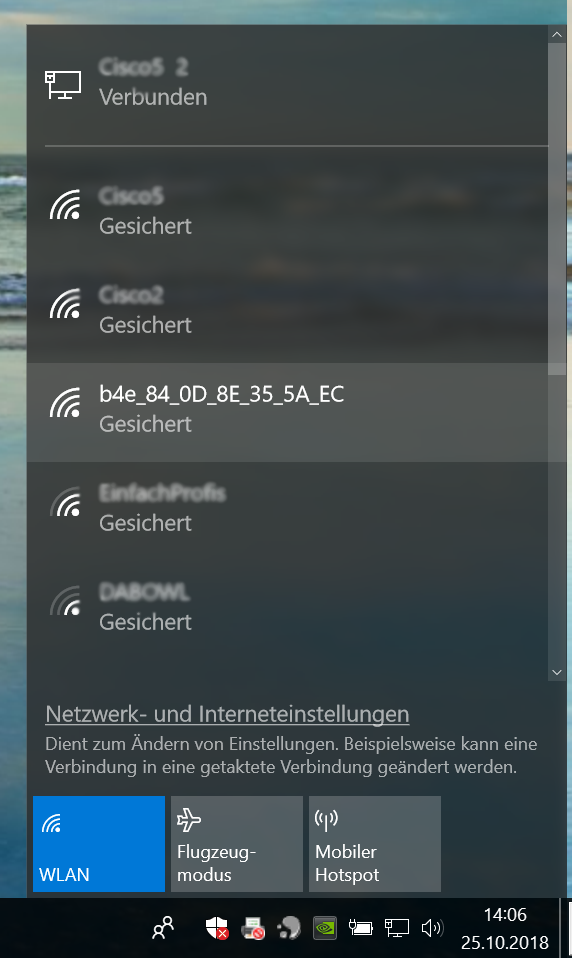 Cisco5 2
Verbunden
Cisco5
Gesichert
Cisco2
Gesichert
b4e_84_0D_8E_35_5A_EC
Gesichert
EinfachProfis
Gesichert
DABOWL
Gesichert
Netzwerk- und Interneteinstellungen
Dient zum Ändern von Einstellungen. Beispielsweise kann eine
Verbindung in eine getaktete Verbindung geändert werden.
WLAN
Flugzeug-
modus
Mobiler
Hotspot
14:06
25.10.2018